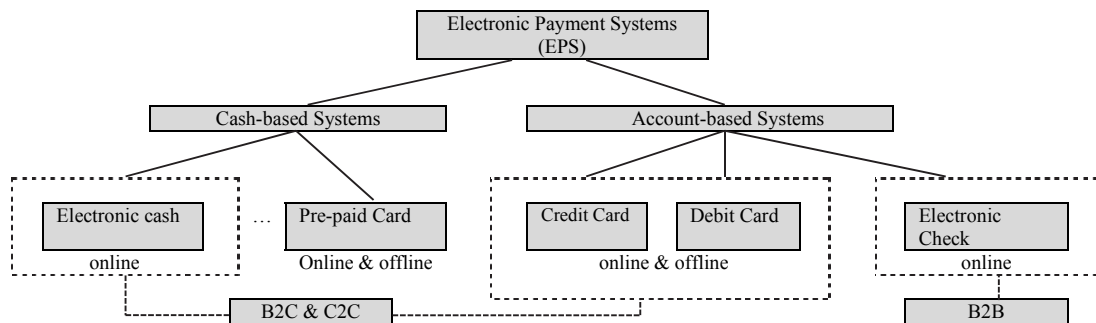 Electronic Payment Systems
(EPS)
Cash-based Systems
Account-based Systems
Electronic cash
…
Pre-paid Card
Credit Card
Debit Card
Electronic
Check
online
Online & offline
online & offline
online
B2C & C2C
B2B